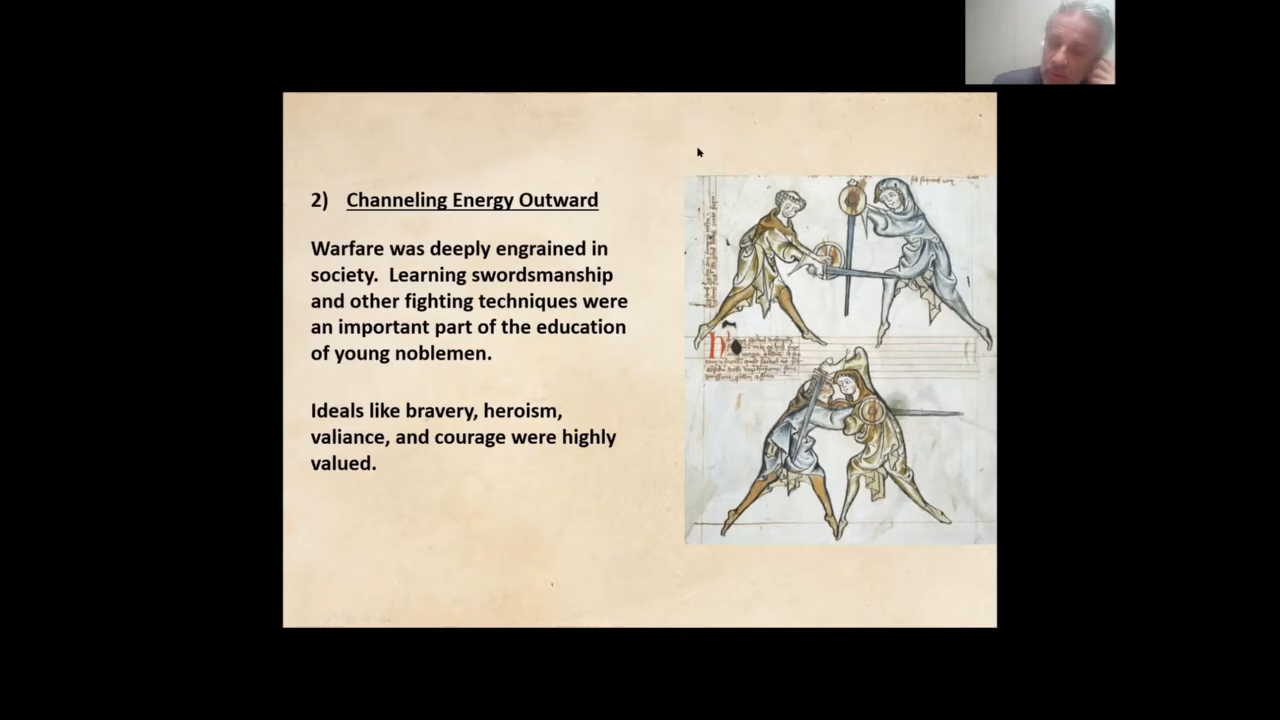 2) Channeling Energy Outward
Warfare was deeply engrained in
society. Learning swordsmanship
and other fighting techniques were
an important part of the education
of young noblemen.
Ideals like bravery, heroism,
valiance, and courage were highly
valued.